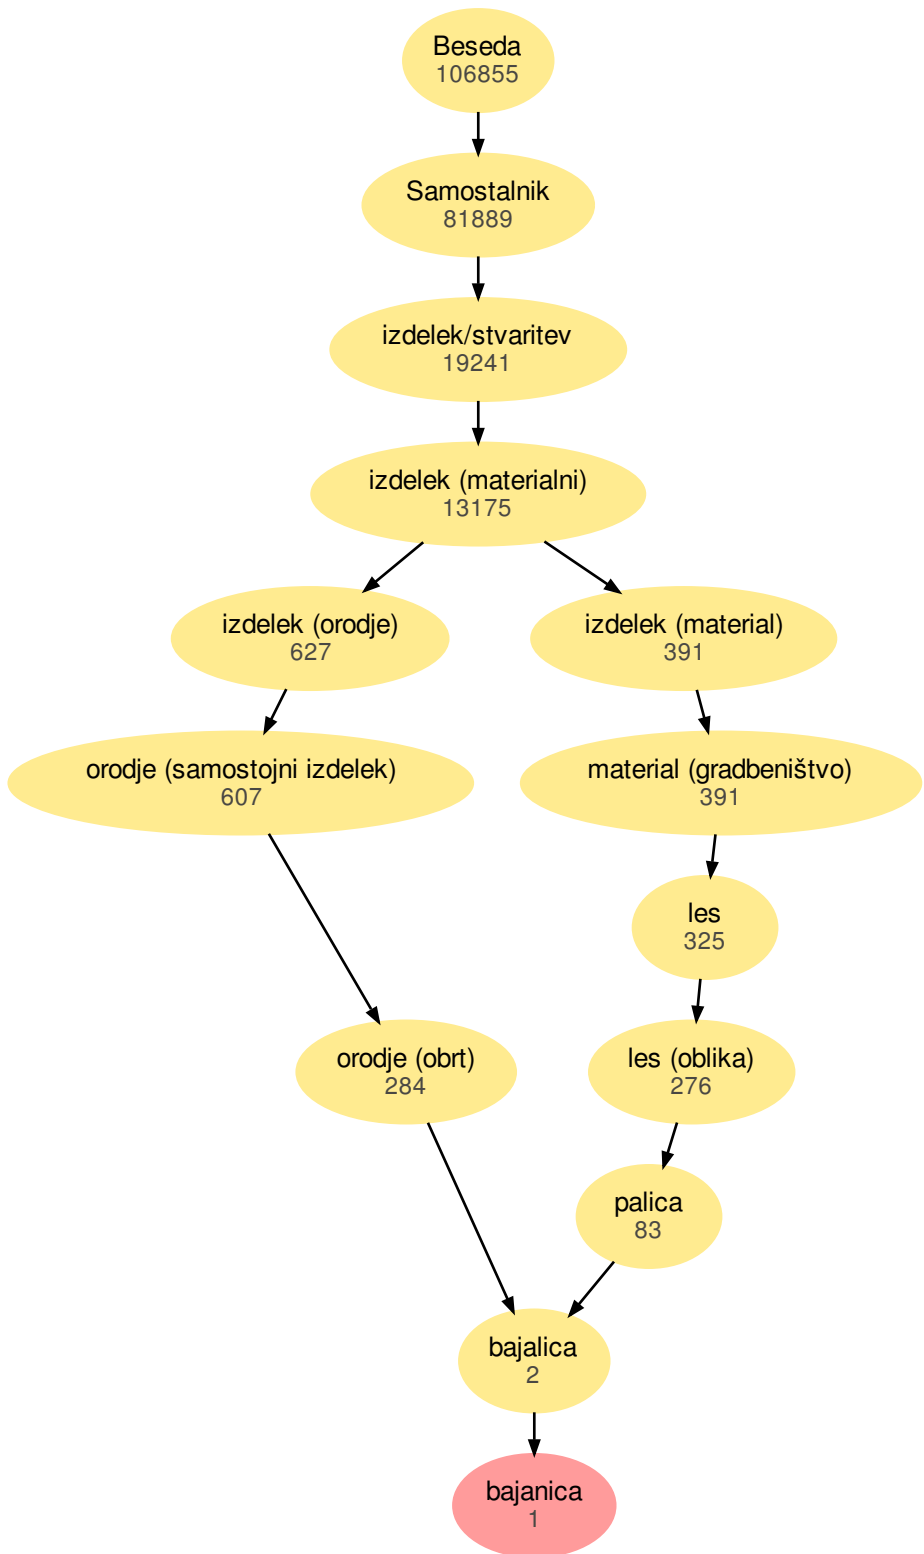 Beseda
106855
Samostalnik
81889
izdelek/stvaritev
19241
izdelek (materialni)
13175
izdelek (orodje)
627
izdelek (material)
391
orodje (samostojni izdelek)
607
material (gradbeništvo)
391
les
325
orodje (obrt)
284
les (oblika)
276
palica
83
bajalica
2
bajanica
1